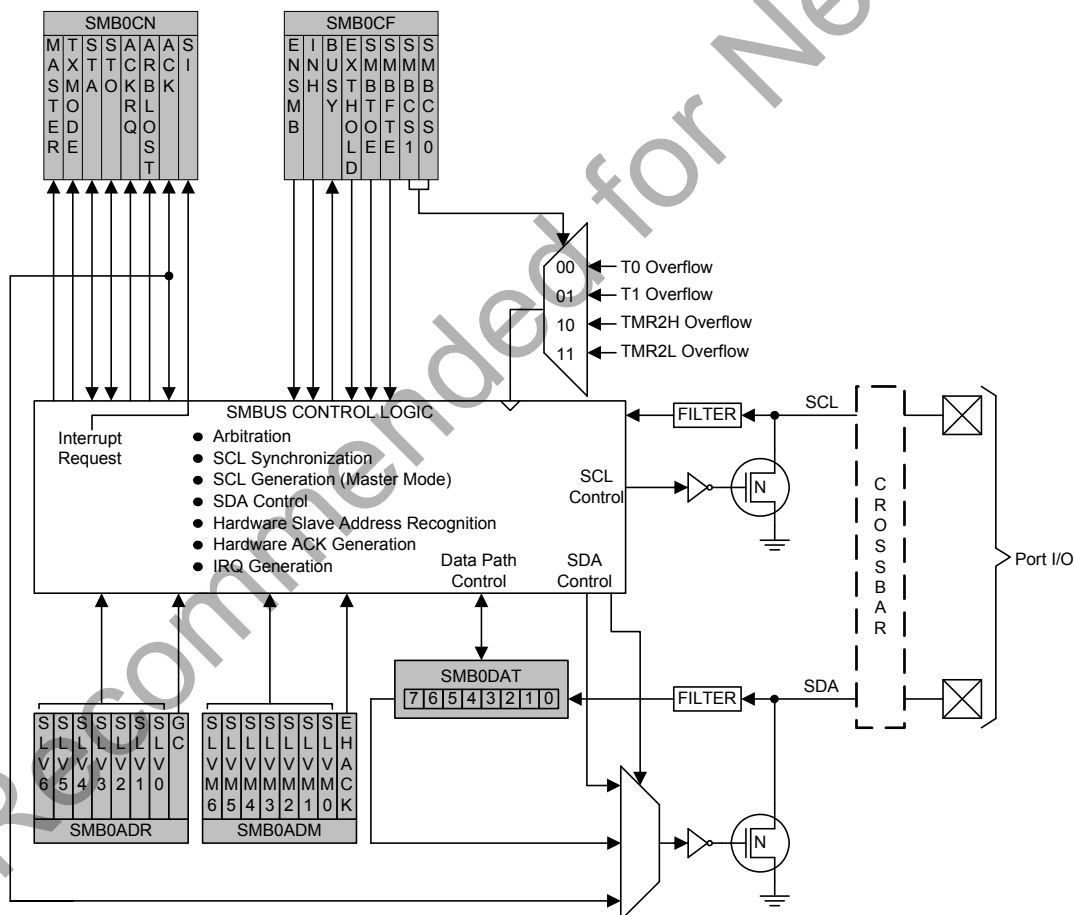 SMB0CN
MASTER
TXMODE
STA
STO
ACKRQ
ARBLOST
ACK
SI
SMB0CF
ENSMB
INH
BUSY
EXTHOLD
SMBTOE
SMBFTE
SMBCS1
SMBCS0
00 T0 Overflow
01 T1 Overflow
10 TMR2H Overflow
11 TMR2L Overflow
SMBUS CONTROL LOGIC
Interrupt
Request
● Arbitration
● SCL Synchronization
● SCL Generation (Master Mode)
● SDA Control
● Hardware Slave Address Recognition
● Hardware ACK Generation
● IRQ Generation
Data Path
Control
SDA
Control
SCL
Control
FILTER
SCL
N
CROSSBAR
Port I/O
SMB0DAT
7 6 5 4 3 2 1 0
FILTER
SDA
N
SLV6
SLV5
SLV4
SLV3
SLV2
SLV1
SLV0
GC
SMB0ADR
SLVM6
SLVM5
SLVM4
SLVM3
SLVM2
SLVM1
SLVM0
EHACK
SMB0ADM
Recommended for Ne